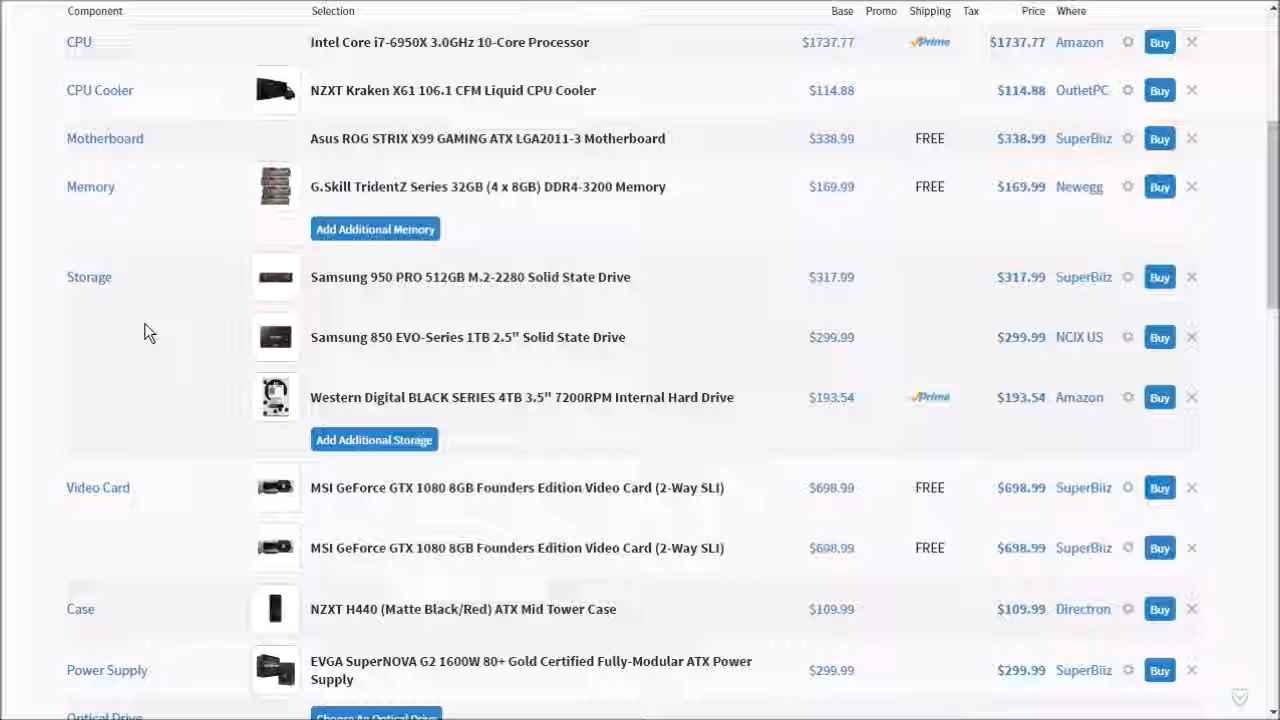 Component Selection Base Promo Shipping Tax Price Where
CPU Intel Core i7-6950X 3.0GHz 10-Core Processor $1737.77 Prime $1737.77 Amazon Buy
CPU Cooler NZXT Kraken X61 106.1 CFM Liquid CPU Cooler $114.88 $114.88 OutletPC Buy
Motherboard Asus ROG STRIX X99 GAMING ATX LGA2011-3 Motherboard $338.99 FREE $338.99 SuperBiiz Buy
Memory G.Skill TridentZ Series 32GB (4 x 8GB) DDR4-3200 Memory $169.99 FREE $169.99 Newegg Buy
Add Additional Memory
Storage Samsung 950 PRO 512GB M.2-2280 Solid State Drive $317.99 $317.99 SuperBiiz Buy
Samsung 850 EVO-Series 1TB 2.5" Solid State Drive $299.99 $299.99 NCIX US Buy
Western Digital BLACK SERIES 4TB 3.5" 7200RPM Internal Hard Drive $193.54 Prime $193.54 Amazon Buy
Add Additional Storage
Video Card MSI GeForce GTX 1080 8GB Founders Edition Video Card (2-Way SLI) $698.99 FREE $698.99 SuperBiiz Buy
MSI GeForce GTX 1080 8GB Founders Edition Video Card (2-Way SLI) $698.99 FREE $698.99 SuperBiiz Buy
Case NZXT H440 (Matte Black/Red) ATX Mid Tower Case $109.99 $109.99 Directron Buy
Power Supply EVGA SuperNOVA G2 1600W 80+ Gold Certified Fully-Modular ATX Power $299.99 $299.99 SuperBiiz Buy
Supply
Optical Drive Choose An Optical Drive